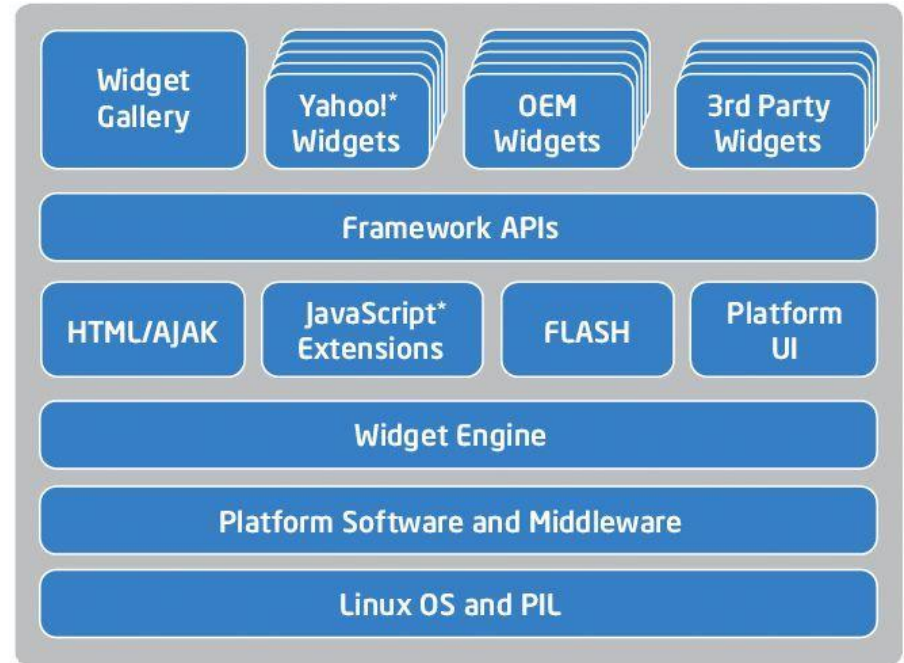 Widget
Gallery
Yahoo!*
Widgets
OEM
Widgets
3rd Party
Widgets
Framework APIs
HTML/AJAK
JavaScript*
Extensions
FLASH
Platform
UI
Widget Engine
Platform Software and Middleware
Linux OS and PIL